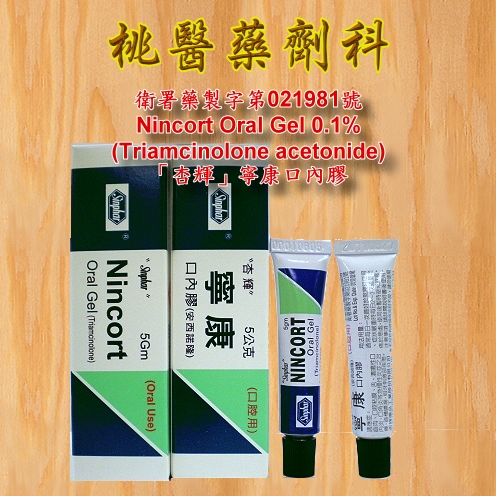 桃醫藥劑科
衛署藥製字第021981號
Nincort Oral Gel 0.1%
(Triamcinolone acetonide)
「杏輝」寧康口內膠
Sinphar
®
"Sinphar"
Nincort
Oral Gel (Triamcinolone)
5Gm
(Oral Use)
Sinphar
®
"杏輝"
寧康
口內膠(安西諾隆)
5公克
(口腔用)
"Sinphar"
5gm
NINCORT
Oral Gel
(Triamcinolone)
Sinphar
寧康
口內膠